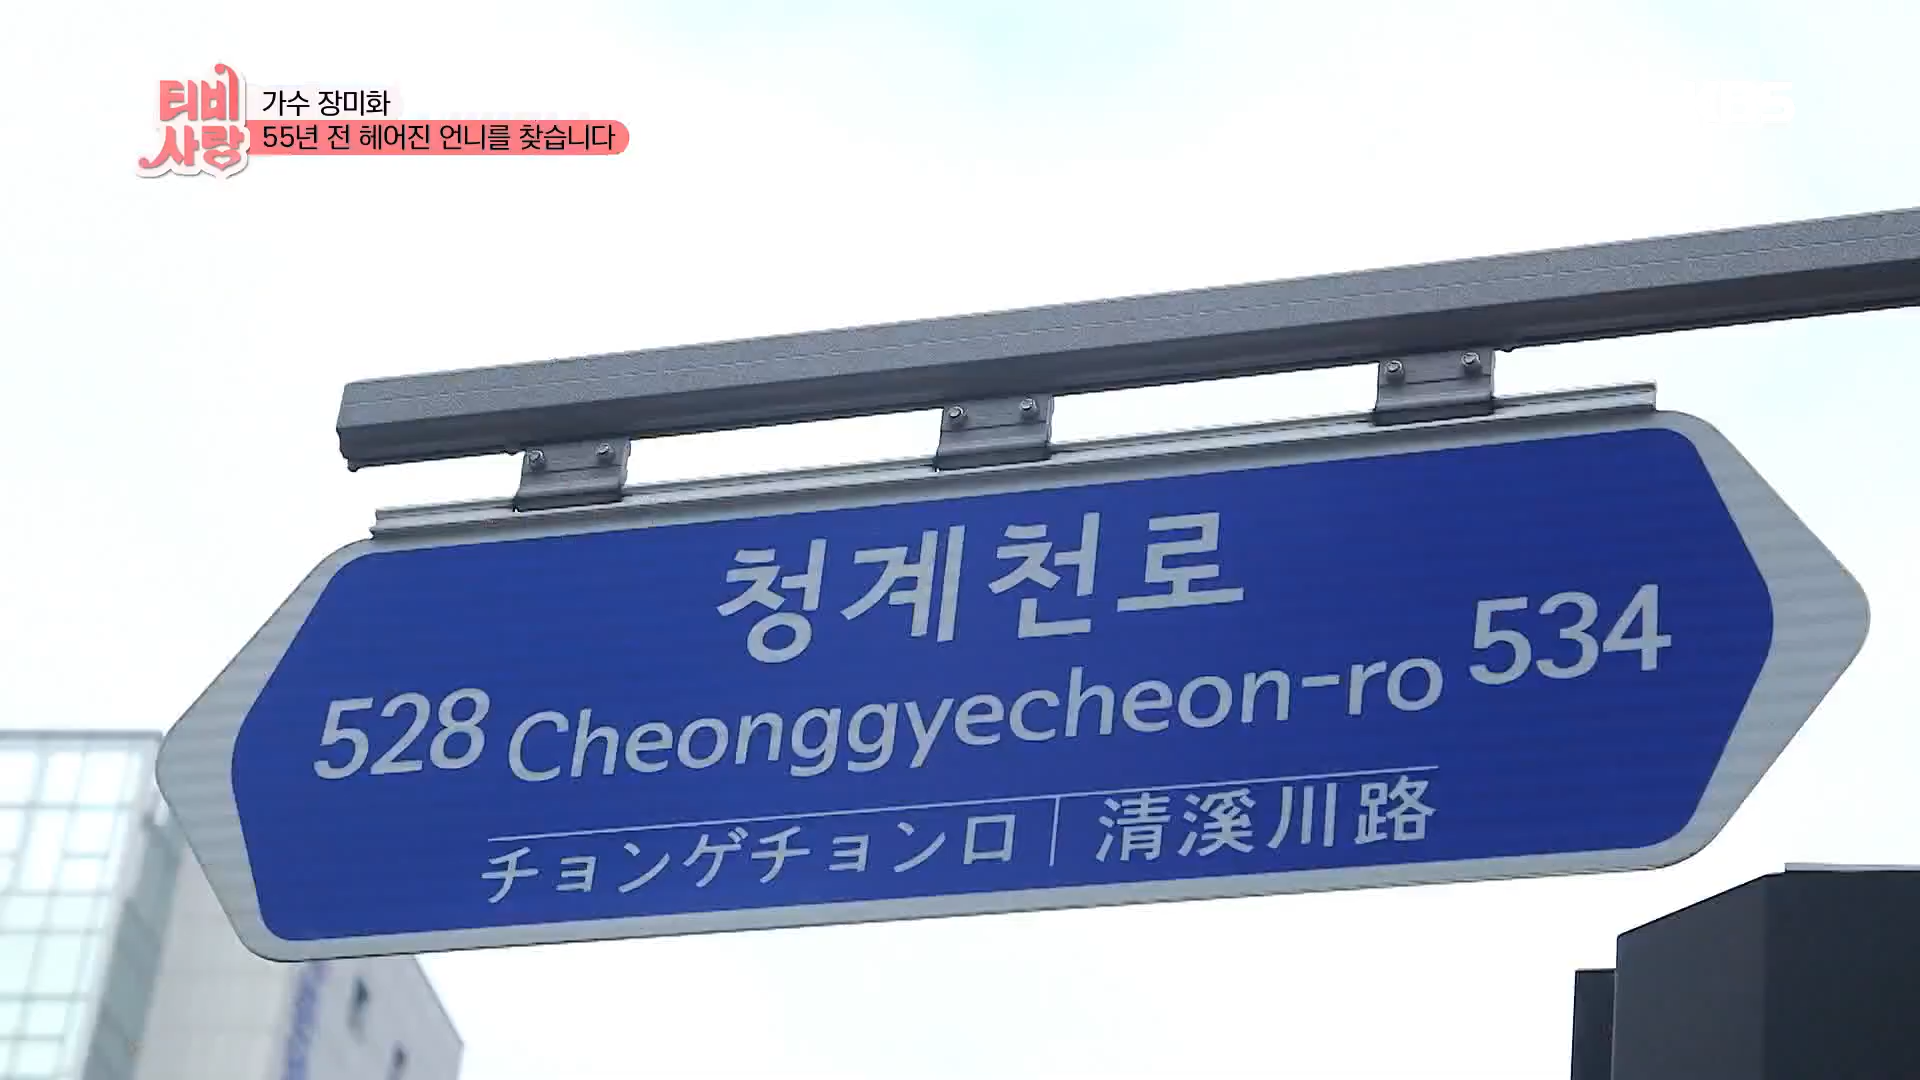 티비
사랑
가수 장미화
55년 전 헤어진 언니를 찾습니다
KBS
청계천로
528 Cheonggyecheon-ro 534
チョンゲチョンロ 清溪川路